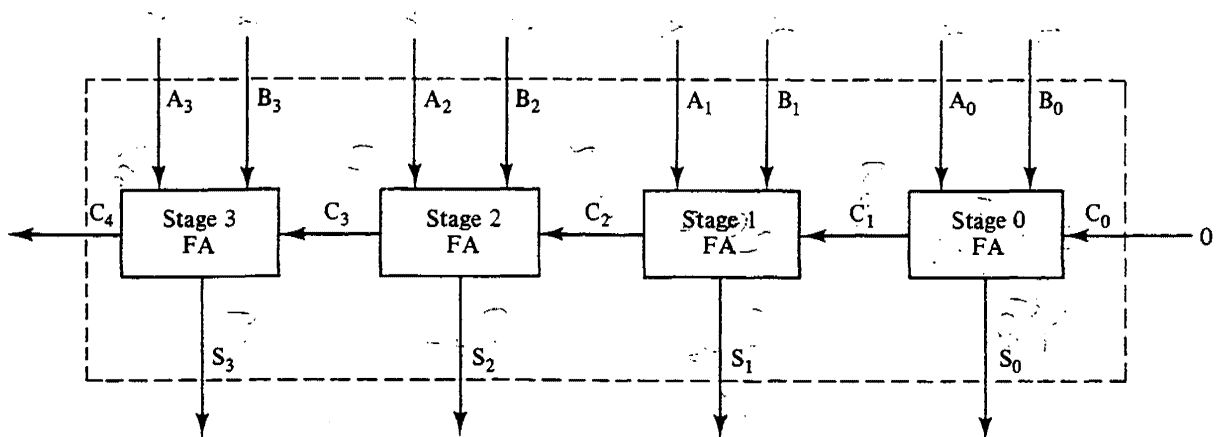 A₃ B₃ A₂ B₂ A₁ B₁ A₀ B₀
C₄ Stage 3 FA C₃ Stage 2 FA C₂ Stage 1 FA C₁ Stage 0 FA C₀ 0
S₃ S₂ S₁ S₀